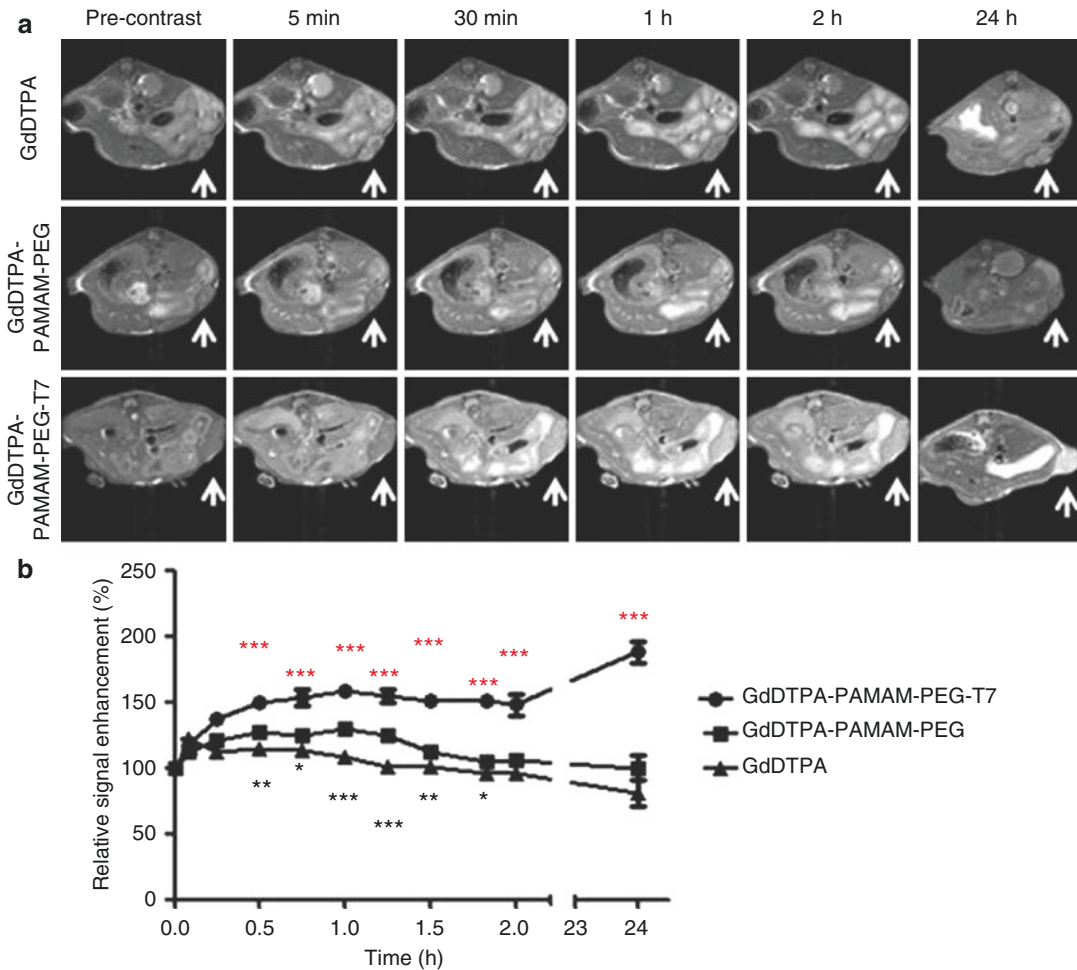 a
Pre-contrast 5 min 30 min 1 h 2 h 24 h
GdDTPA
GdDTPA-
PAMAM-PEG
GdDTPA-
PAMAM-PEG-T7
b
Relative signal enhancement (%)
250
200
150
100
50
0
*** *** *** *** *** *** *** ***
** * *** *** ** *
0.0 0.5 1.0 1.5 2.0 23 24
Time (h)
GdDTPA-PAMAM-PEG-T7
GdDTPA-PAMAM-PEG
GdDTPA